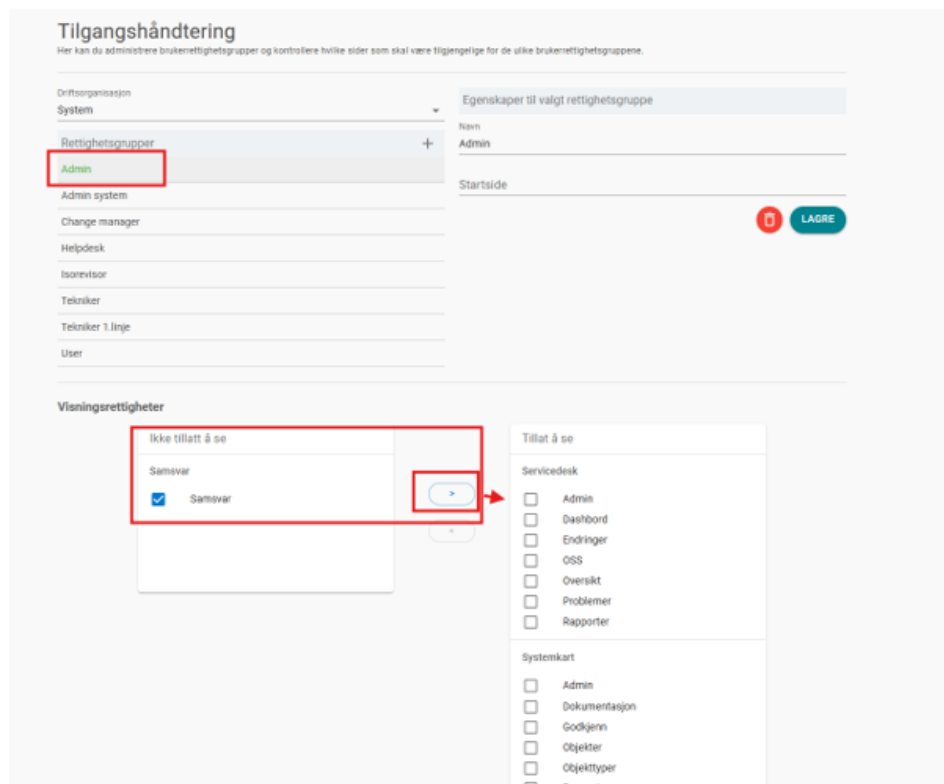 Tilgangshåndtering
Her kan du administrere brukerrettighetsgrupper og kontrollere hvilke sider som skal være tilgjengelige for de ulike brukerrettighetsgruppene.
Driftsorganisasjon
System
Rettighetsgrupper +
Admin
Admin system
Change manager
Helpdesk
Isorevisor
Tekniker
Tekniker 1.linje
User
Egenskaper til valgt rettighetsgruppe
Navn
Admin
Startside
LAGRE
Visningsrettigheter
Ikke tillatt å se
Samsvar
Samsvar
>
<
Tillat å se
Servicedesk
Admin
Dashbord
Endringer
OSS
Oversikt
Problemer
Rapporter
Systemkart
Admin
Dokumentasjon
Godkjenn
Objekter
Objekttyper